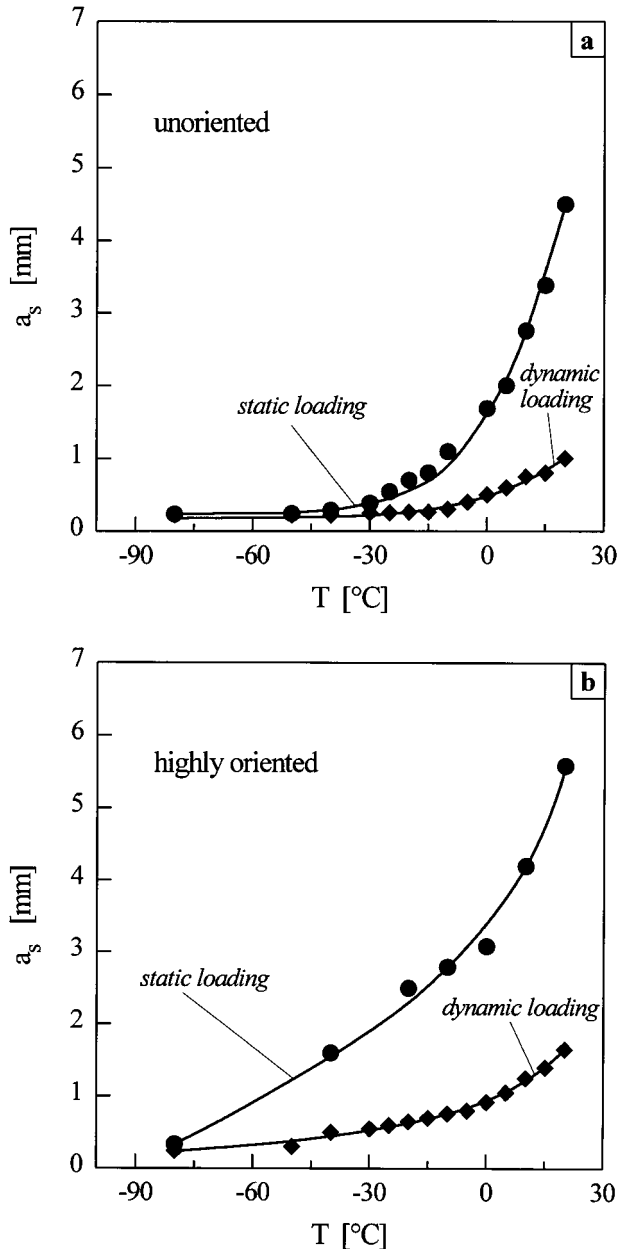 a
7
6
unoriented
5
4
a_s [mm]
3
dynamic
loading
2
static loading
1
0
-90
-60
-30
0
30
T [°C]
b
7
6
highly oriented
5
4
a_s [mm]
3
static loading
dynamic loading
2
1
0
-90
-60
-30
0
30
T [°C]